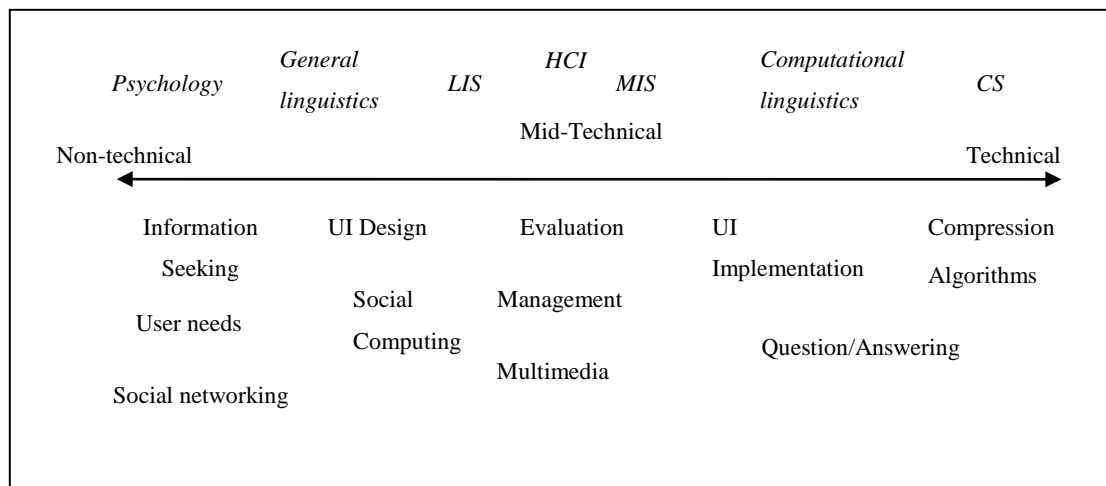 HCI
General
Computational
Psychology
LIS
MIS
CS
linguistics
linguistics
Mid-Technical
Non-technical
Technical
Information
Seeking
UI Design
Evaluation
UI
Implementation
Compression
Algorithms
User needs
Social
Computing
Management
Question/Answering
Multimedia
Social networking